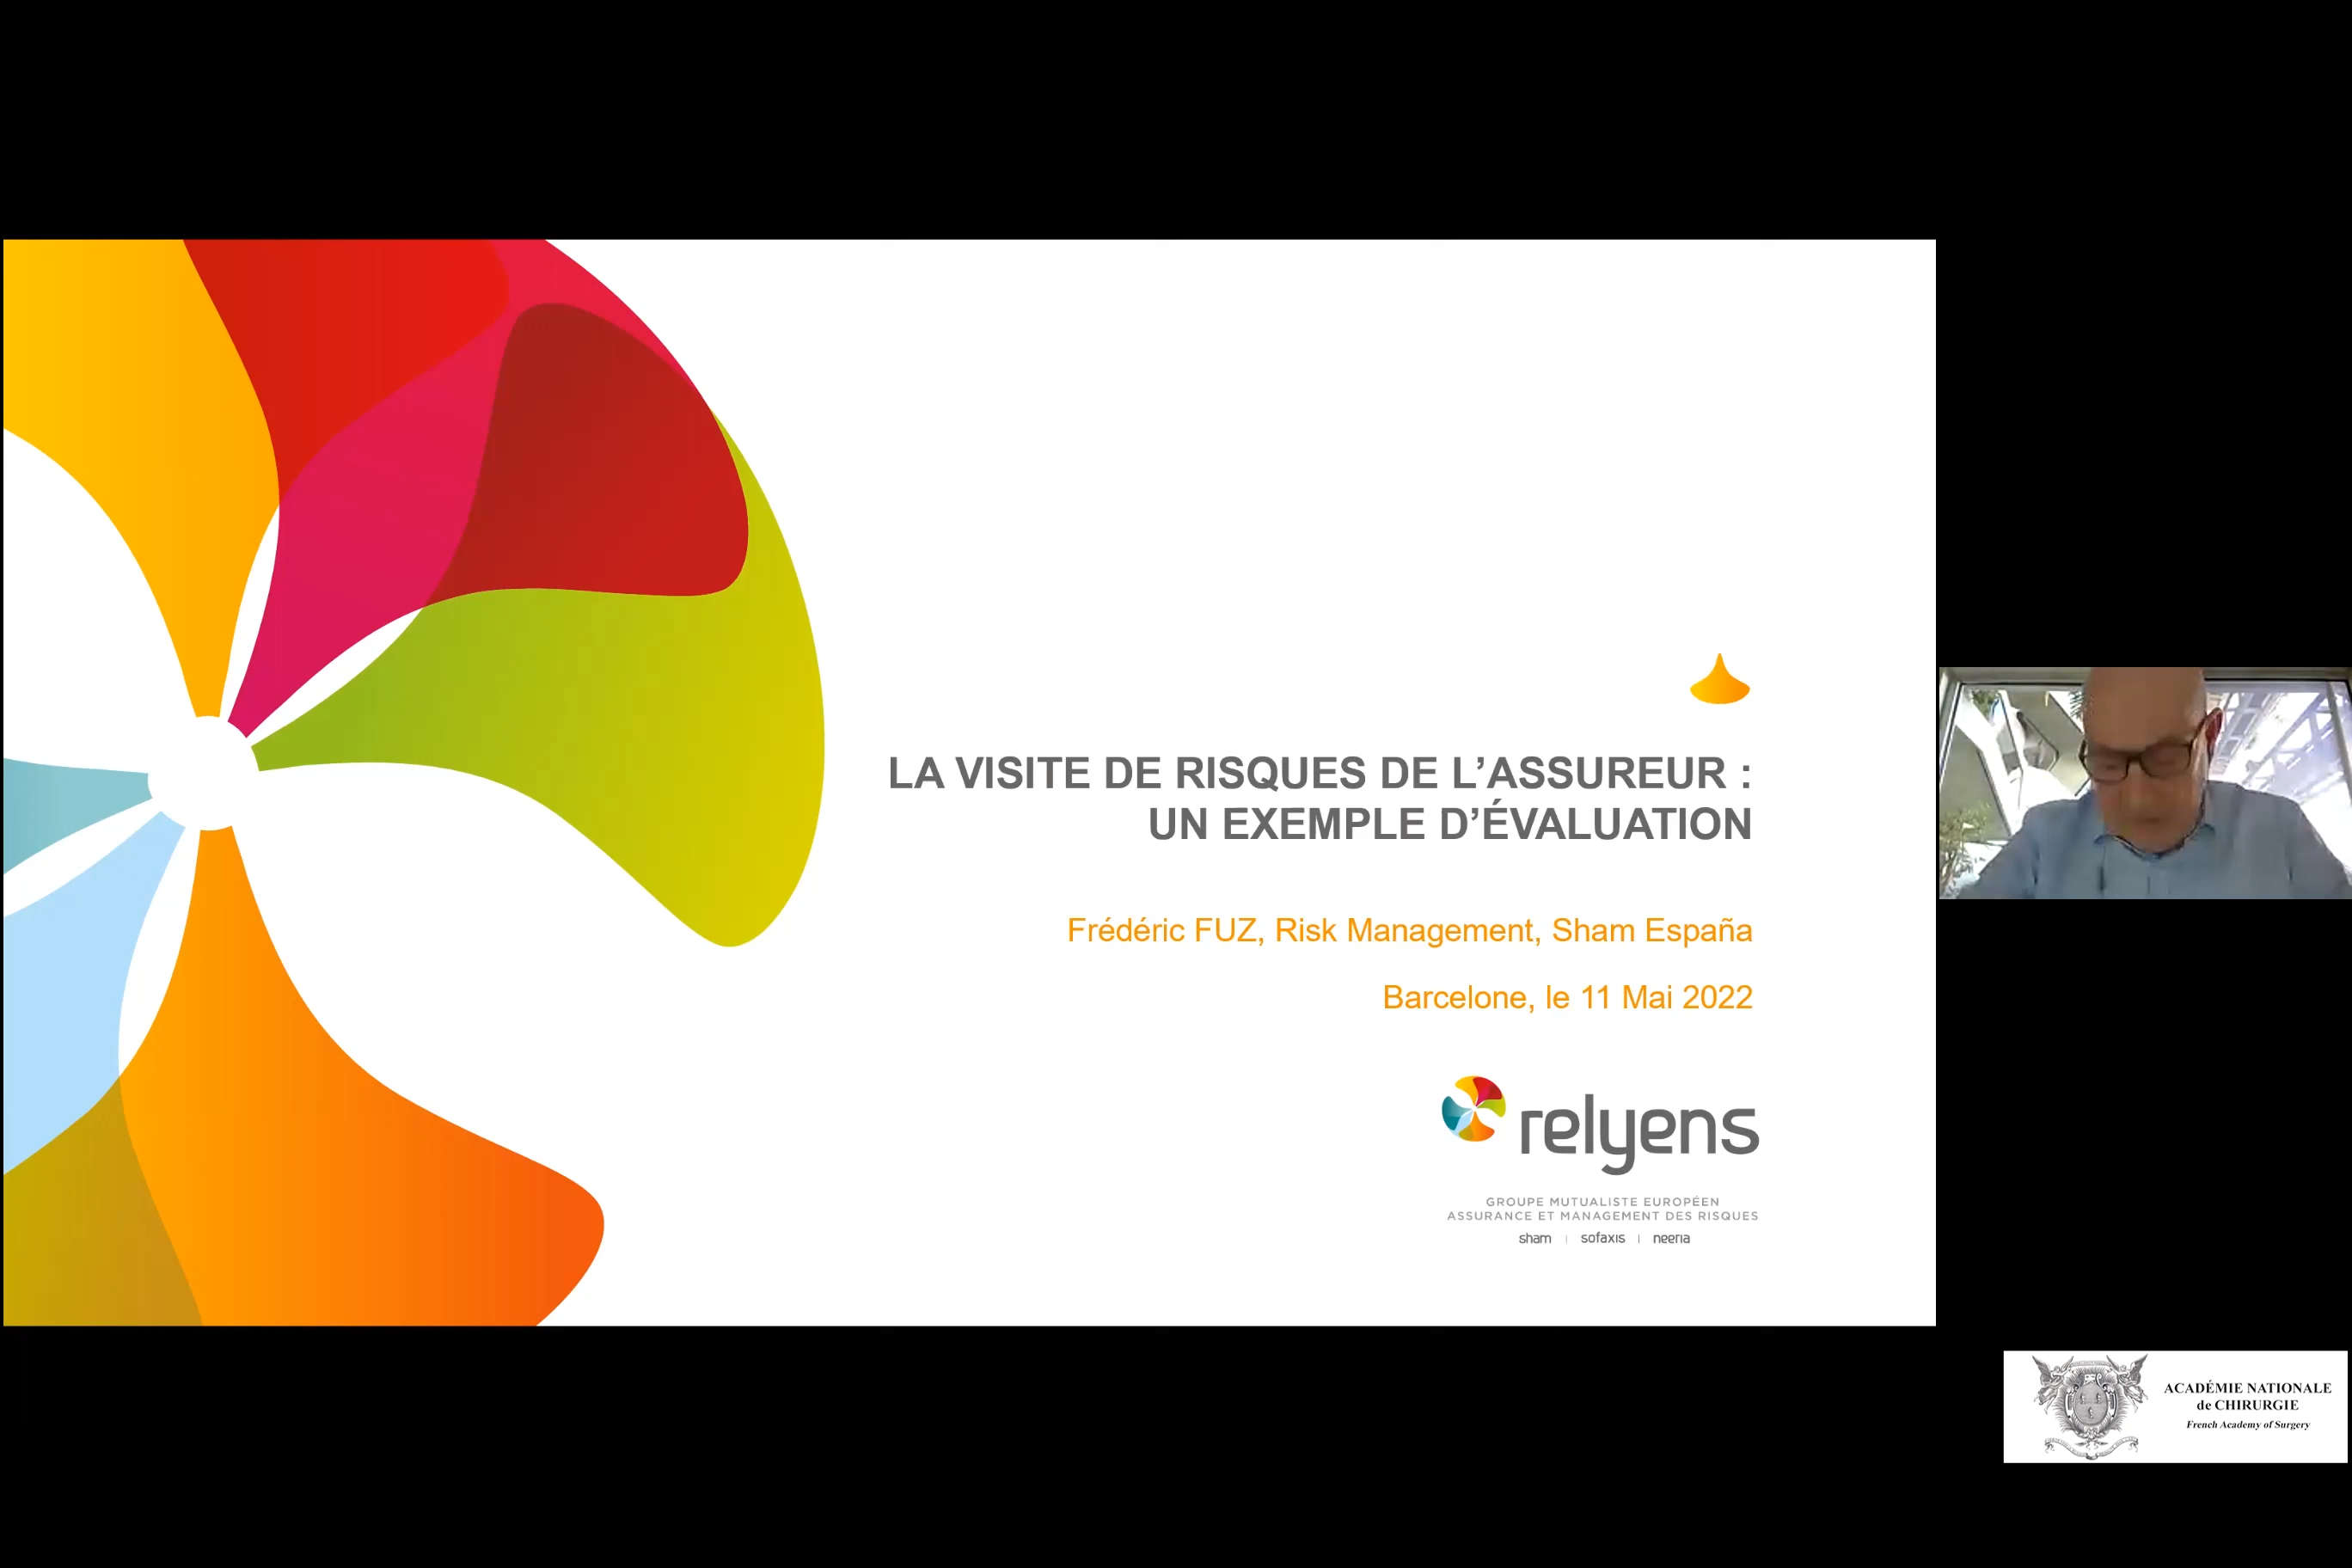 LA VISITE DE RISQUES DE L’ASSUREUR :
UN EXEMPLE D’ÉVALUATION
Frédéric FUZ, Risk Management, Sham España
Barcelone, le 11 Mai 2022
relyens
GROUPE MUTUALISTE EUROPÉEN
ASSURANCE ET MANAGEMENT DES RISQUES
sham | sofaxis | neeria
ACADÉMIE NATIONALE
de CHIRURGIE
French Academy of Surgery